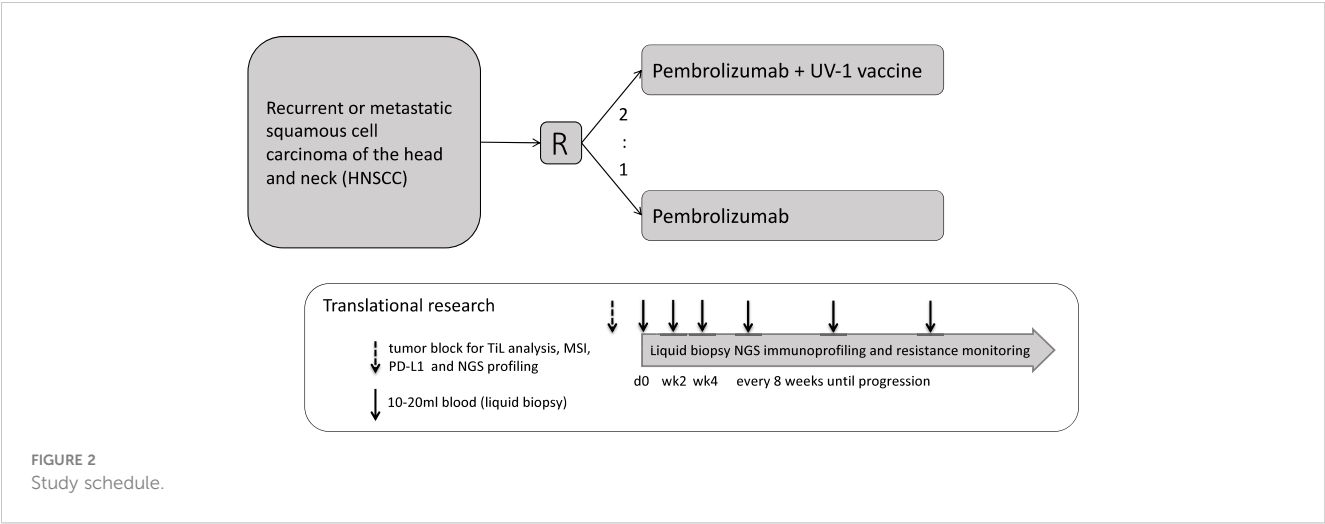 Recurrent or metastatic
squamous cell
carcinoma of the head
and neck (HNSCC)
R
2
:
1
Pembrolizumab + UV-1 vaccine
Pembrolizumab
Translational research
tumor block for TiL analysis, MSI,
PD-L1 and NGS profiling
10-20ml blood (liquid biopsy)
Liquid biopsy NGS immunoprofiling and resistance monitoring
d0 wk2 wk4 every 8 weeks until progression
FIGURE 2
Study schedule.